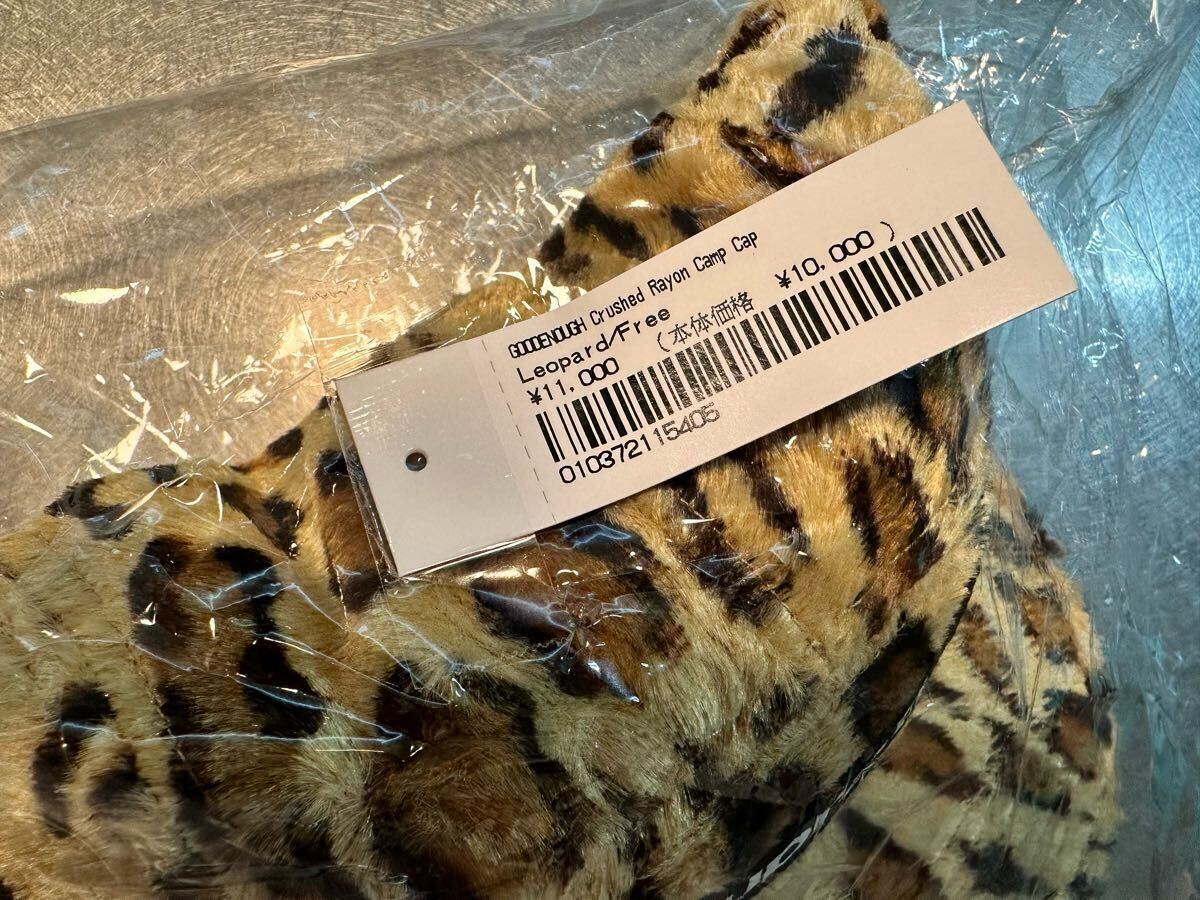 GOODENOUGH Crushed Rayon Camp Cap
Leopard/Free
¥11,000 (本体価格 ¥10,000)
010372115405